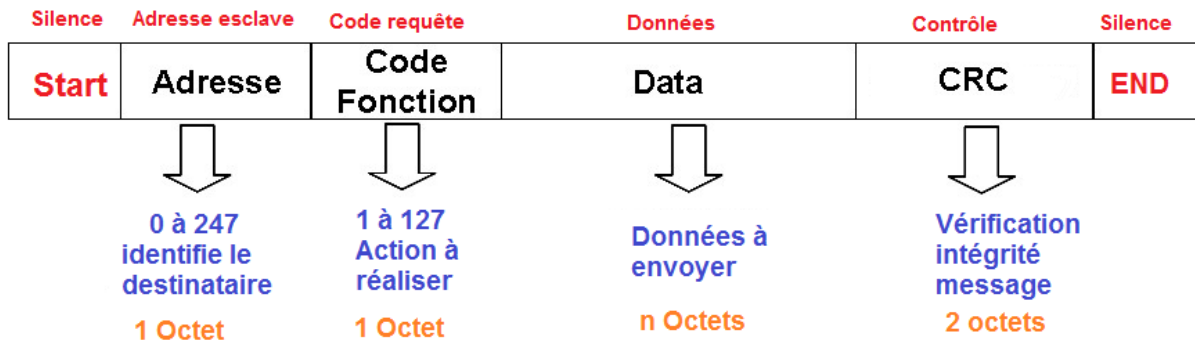 Silence Adresse esclave Code requête Données Contrôle Silence
Start Adresse Code Fonction Data CRC END
0 à 247
identifie le
destinataire
1 Octet
1 à 127
Action à
réaliser
1 Octet
Données à
envoyer
n Octets
Vérification
intégrité
message
2 octets